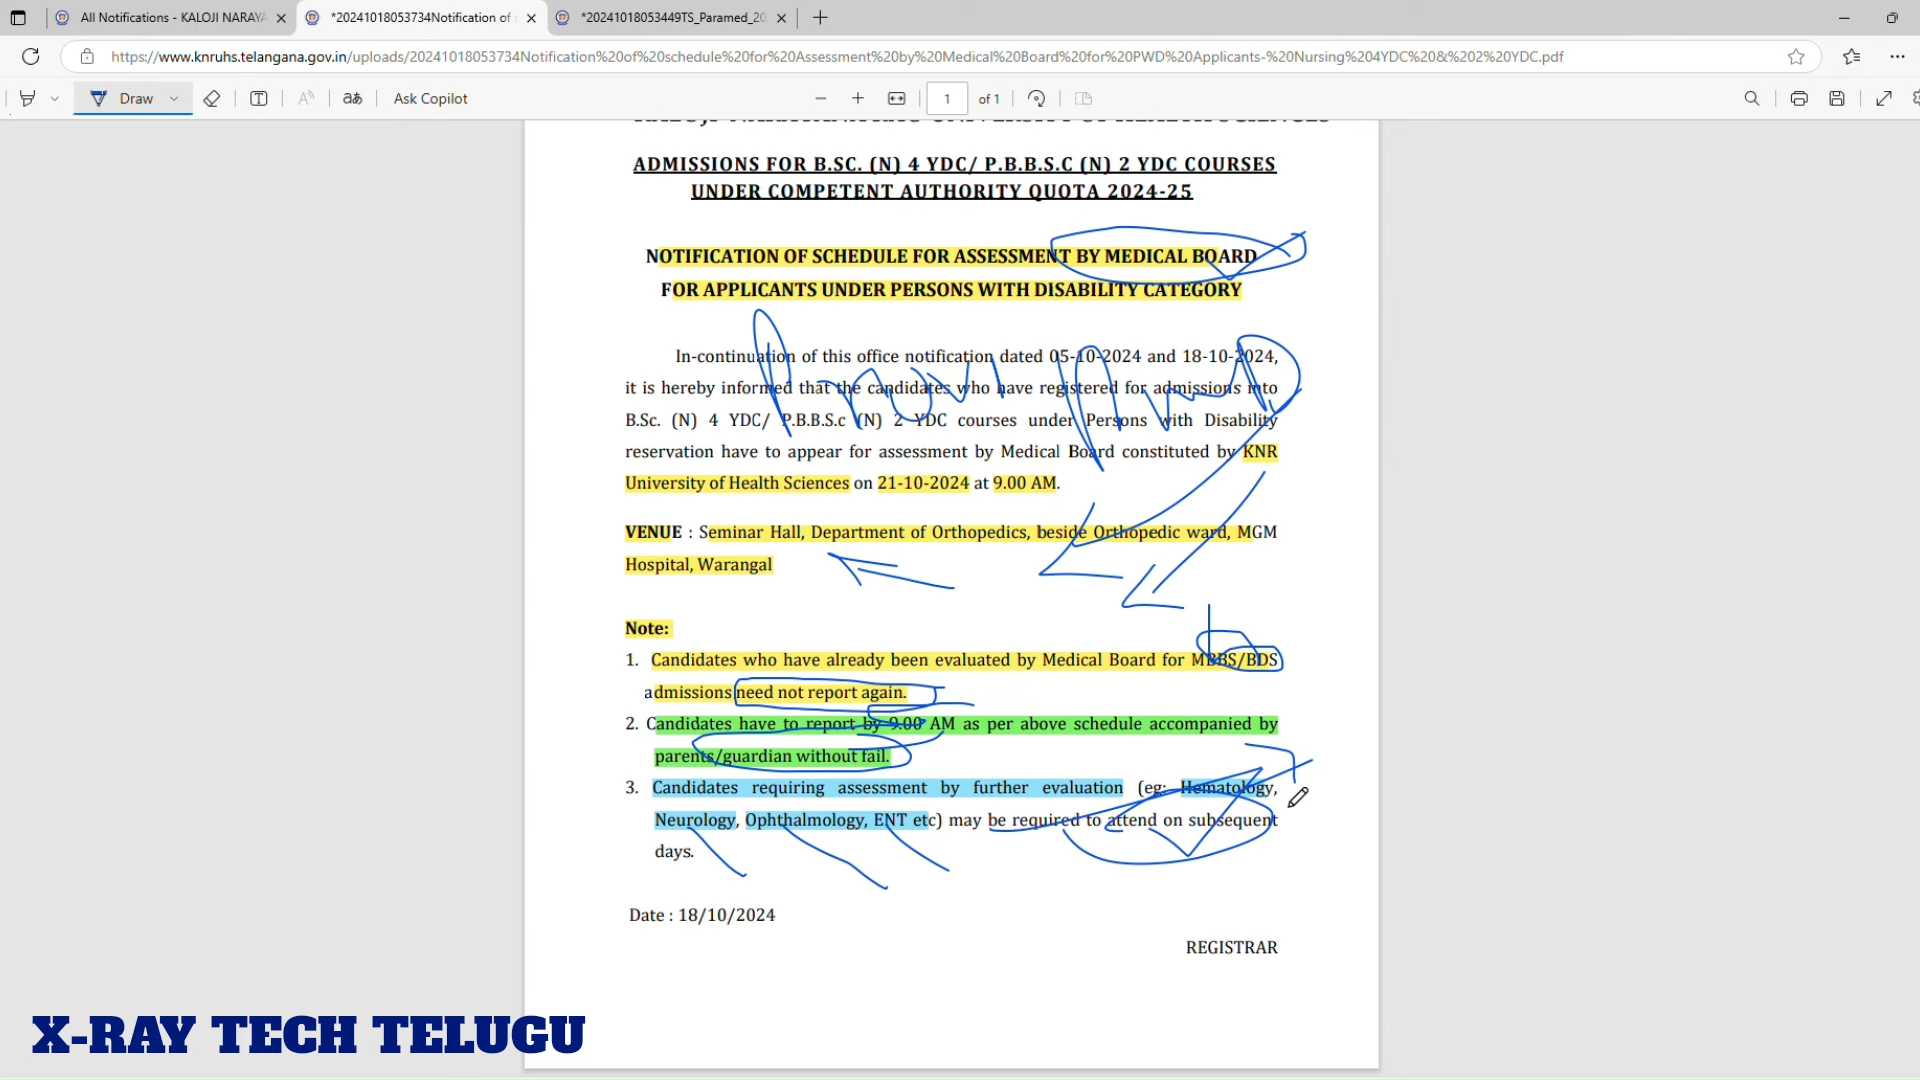 All Notifications - KALOJI NARAYA
*20241018053734Notification of
*20241018053449TS_Paramed_20
https://www.knruhs.telangana.gov.in/uploads/20241018053734Notification%20of%20schedule%20for%20Assessment%20by%20Medical%20Board%20for%20PWD%20Applicants-%20Nursing%204YDC%20&%202%20YDC.pdf
Draw
Ask Copilot
1 of 1
ADMISSIONS FOR B.SC. (N) 4 YDC/ P.B.B.S.C (N) 2 YDC COURSES
UNDER COMPETENT AUTHORITY QUOTA 2024-25
NOTIFICATION OF SCHEDULE FOR ASSESSMENT BY MEDICAL BOARD
FOR APPLICANTS UNDER PERSONS WITH DISABILITY CATEGORY
In-continuation of this office notification dated 05-10-2024 and 18-10-2024,
it is hereby informed that the candidates who have registered for admissions into
B.Sc. (N) 4 YDC/ P.B.B.S.c (N) 2 YDC courses under Persons with Disability
reservation have to appear for assessment by Medical Board constituted by KNR
University of Health Sciences on 21-10-2024 at 9.00 AM.
VENUE : Seminar Hall, Department of Orthopedics, beside Orthopedic ward, MGM
Hospital, Warangal
Note:
1. Candidates who have already been evaluated by Medical Board for MBBS/BDS
admissions need not report again.
2. Candidates have to report by 9.00 AM as per above schedule accompanied by
parents/guardian without fail.
3. Candidates requiring assessment by further evaluation (eg: Hematology,
Neurology, Ophthalmology, ENT etc) may be required to attend on subsequent
days.
Date : 18/10/2024
REGISTRAR
X-RAY TECH TELUGU